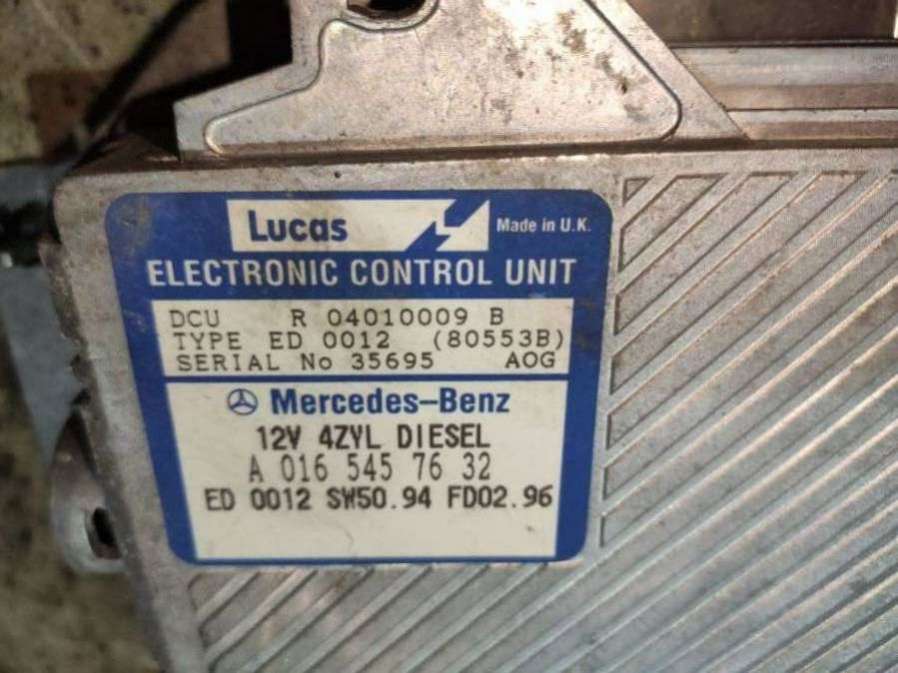 Lucas Made in U.K.
ELECTRONIC CONTROL UNIT
DCU R 04010009 B
TYPE ED 0012 (80553B)
SERIAL No 35695 AOG
Mercedes-Benz
12V 4ZYL DIESEL
A 016 545 76 32
ED 0012 SW50.94 FD02.96